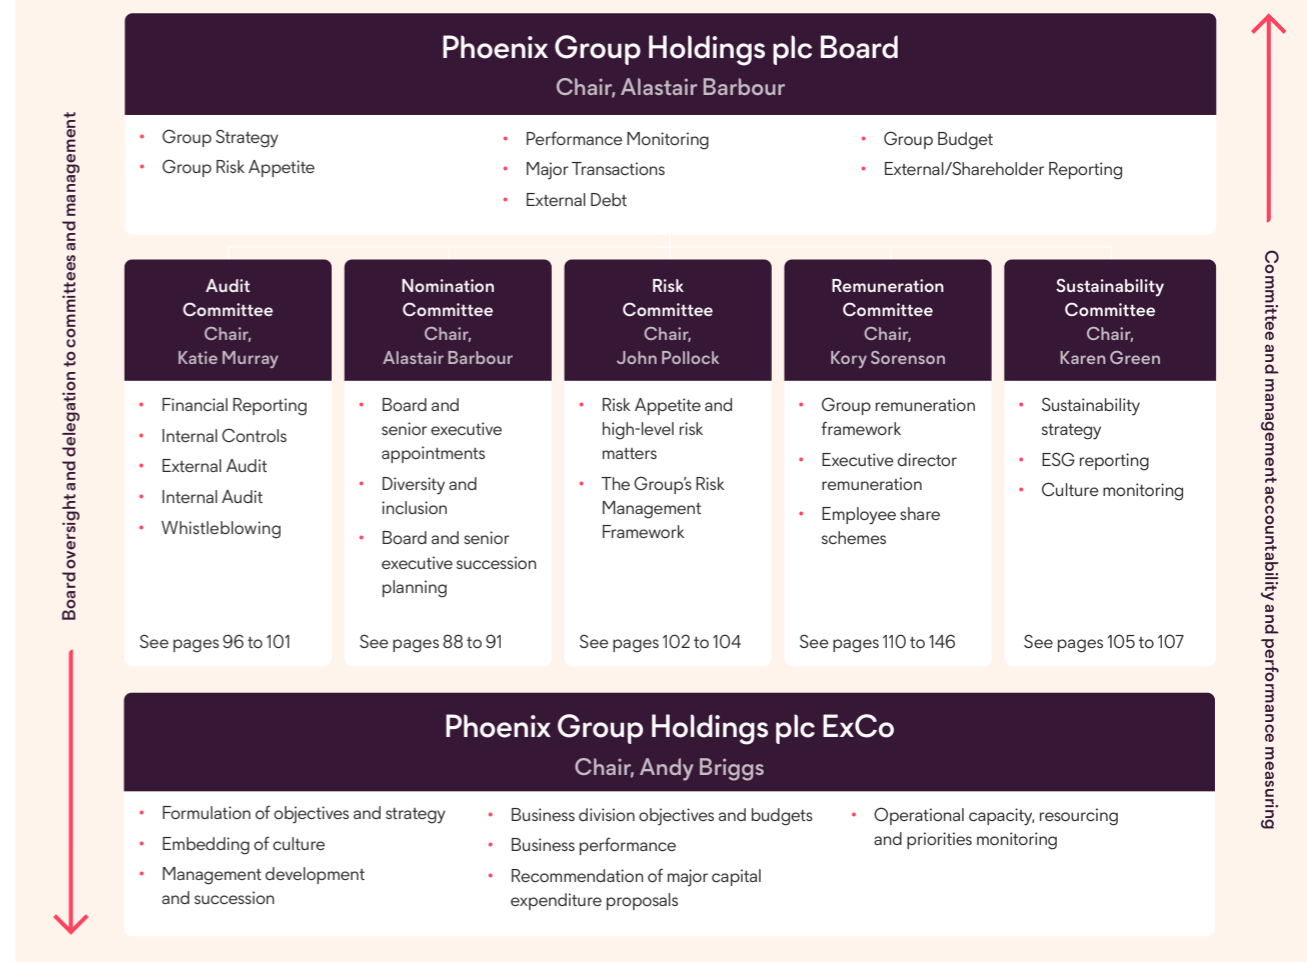 Phoenix Group Holdings plc Board
Chair, Alastair Barbour
• Group Strategy
• Group Risk Appetite
• Performance Monitoring
• Major Transactions
• External Debt
• Group Budget
• External/Shareholder Reporting
Board oversight and delegation to committees and management
Audit
Committee
Chair,
Katie Murray
• Financial Reporting
• Internal Controls
• External Audit
• Internal Audit
• Whistleblowing
See pages 96 to 101
Nomination
Committee
Chair,
Alastair Barbour
• Board and
senior executive
appointments
• Diversity and
inclusion
• Board and senior
executive succession
planning
See pages 88 to 91
Risk
Committee
Chair,
John Pollock
• Risk Appetite and
high-level risk
matters
• The Group’s Risk
Management
Framework
See pages 102 to 104
Remuneration
Committee
Chair,
Kory Sorenson
• Group remuneration
framework
• Executive director
remuneration
• Employee share
schemes
See pages 110 to 146
Sustainability
Committee
Chair,
Karen Green
• Sustainability
strategy
• ESG reporting
• Culture monitoring
See pages 105 to 107
Committee and management accountability and performance measuring
Phoenix Group Holdings plc ExCo
Chair, Andy Briggs
• Formulation of objectives and strategy
• Embedding of culture
• Management development
and succession
• Business division objectives and budgets
• Business performance
• Recommendation of major capital
expenditure proposals
• Operational capacity, resourcing
and priorities monitoring